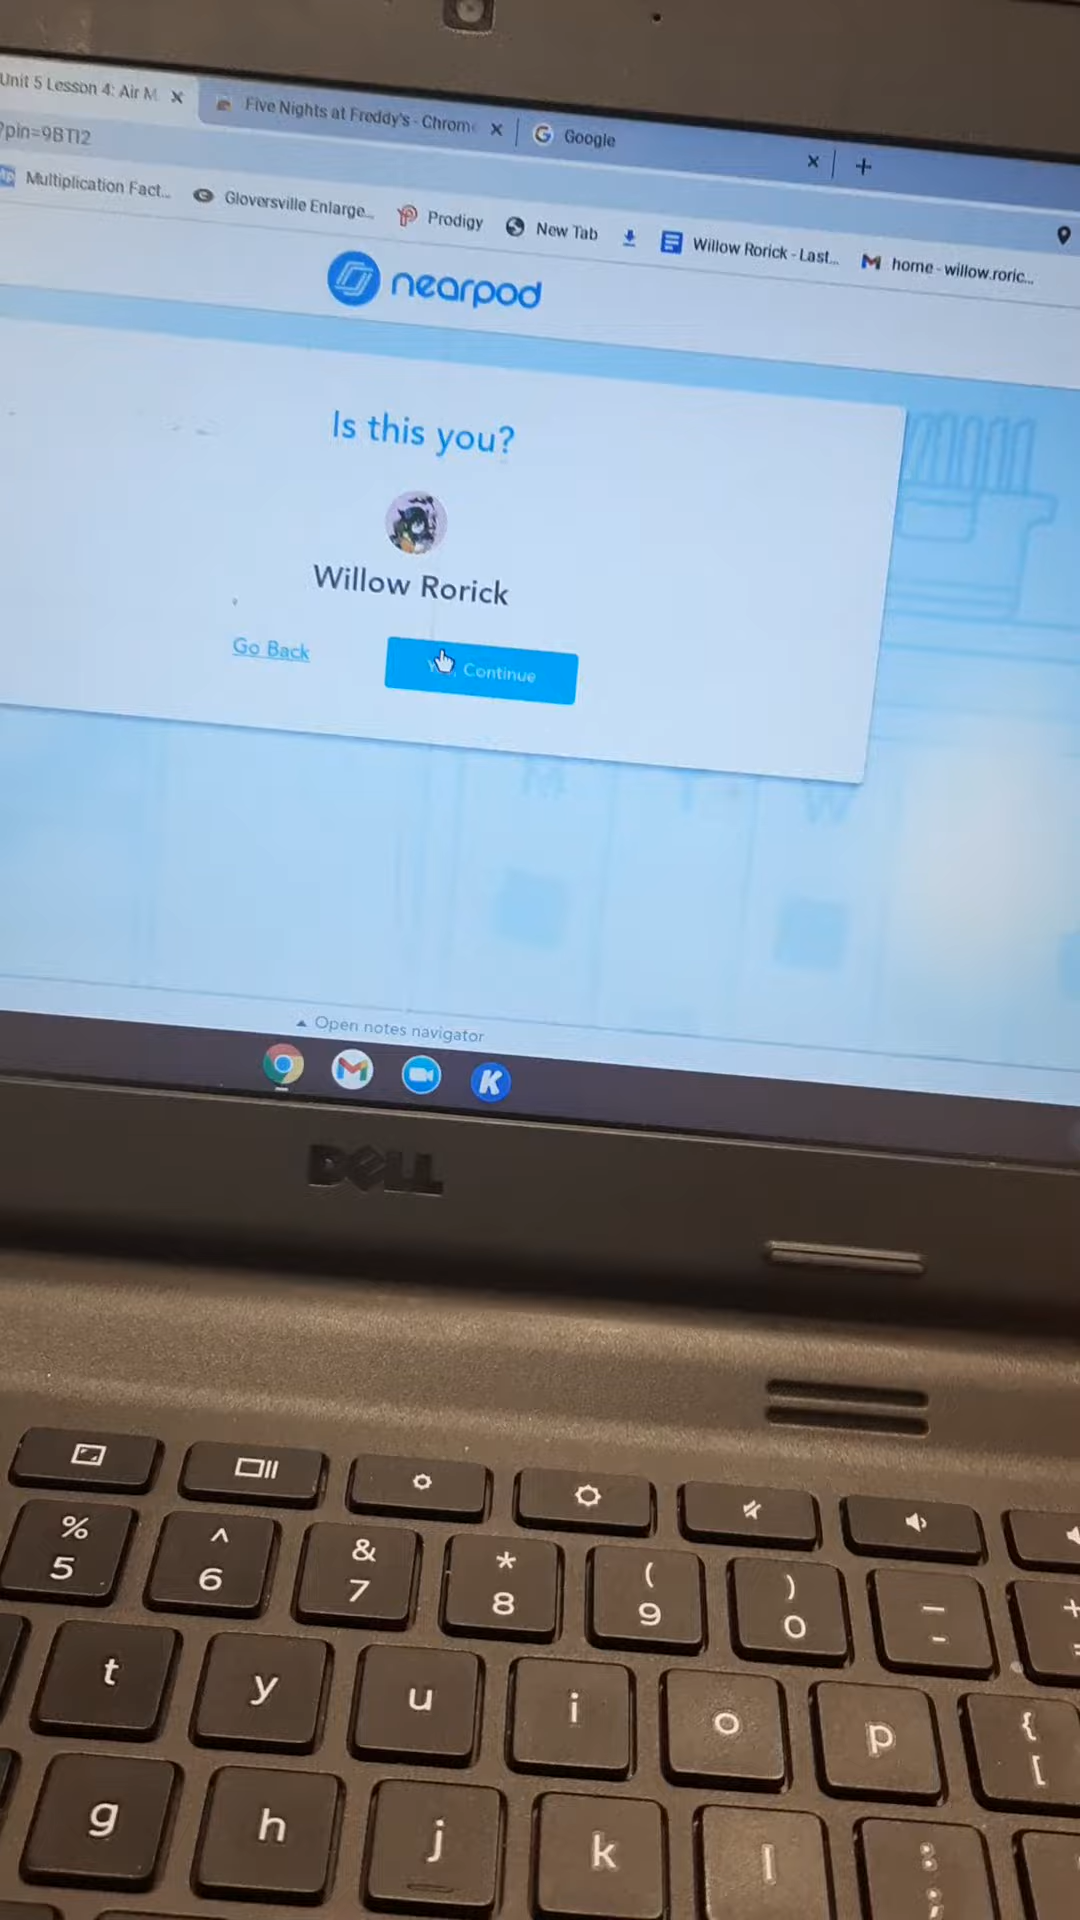 Unit 5 Lesson 4: Air M
Five Nights at Freddy's - Chrome
Google
?pin=9BTI2
Multiplication Fact...
Gloversville Enlarge...
Prodigy
New Tab
Willow Rorick - Last...
home - willow.roric...
nearpod
Is this you?
Willow Rorick
Go Back
Continue
M
W
Open notes navigator
K
DELL
% ^ & * ( ) _ +
5 6 7 8 9 0 -
t y u i o p { [
g h j k l : ;